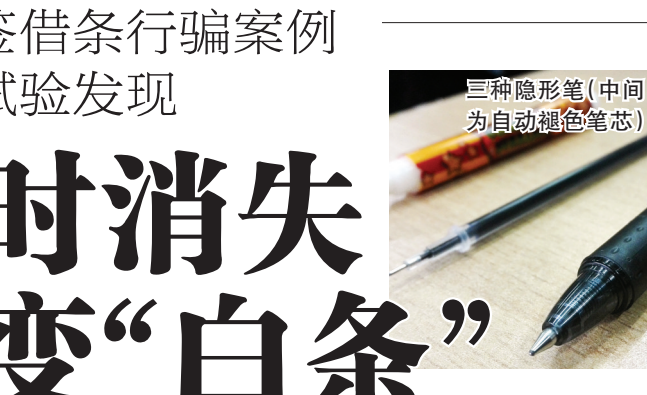 签借条行骗案例
试验发现
时消失
变“白条”
三种隐形笔(中间
为自动褪色笔芯)